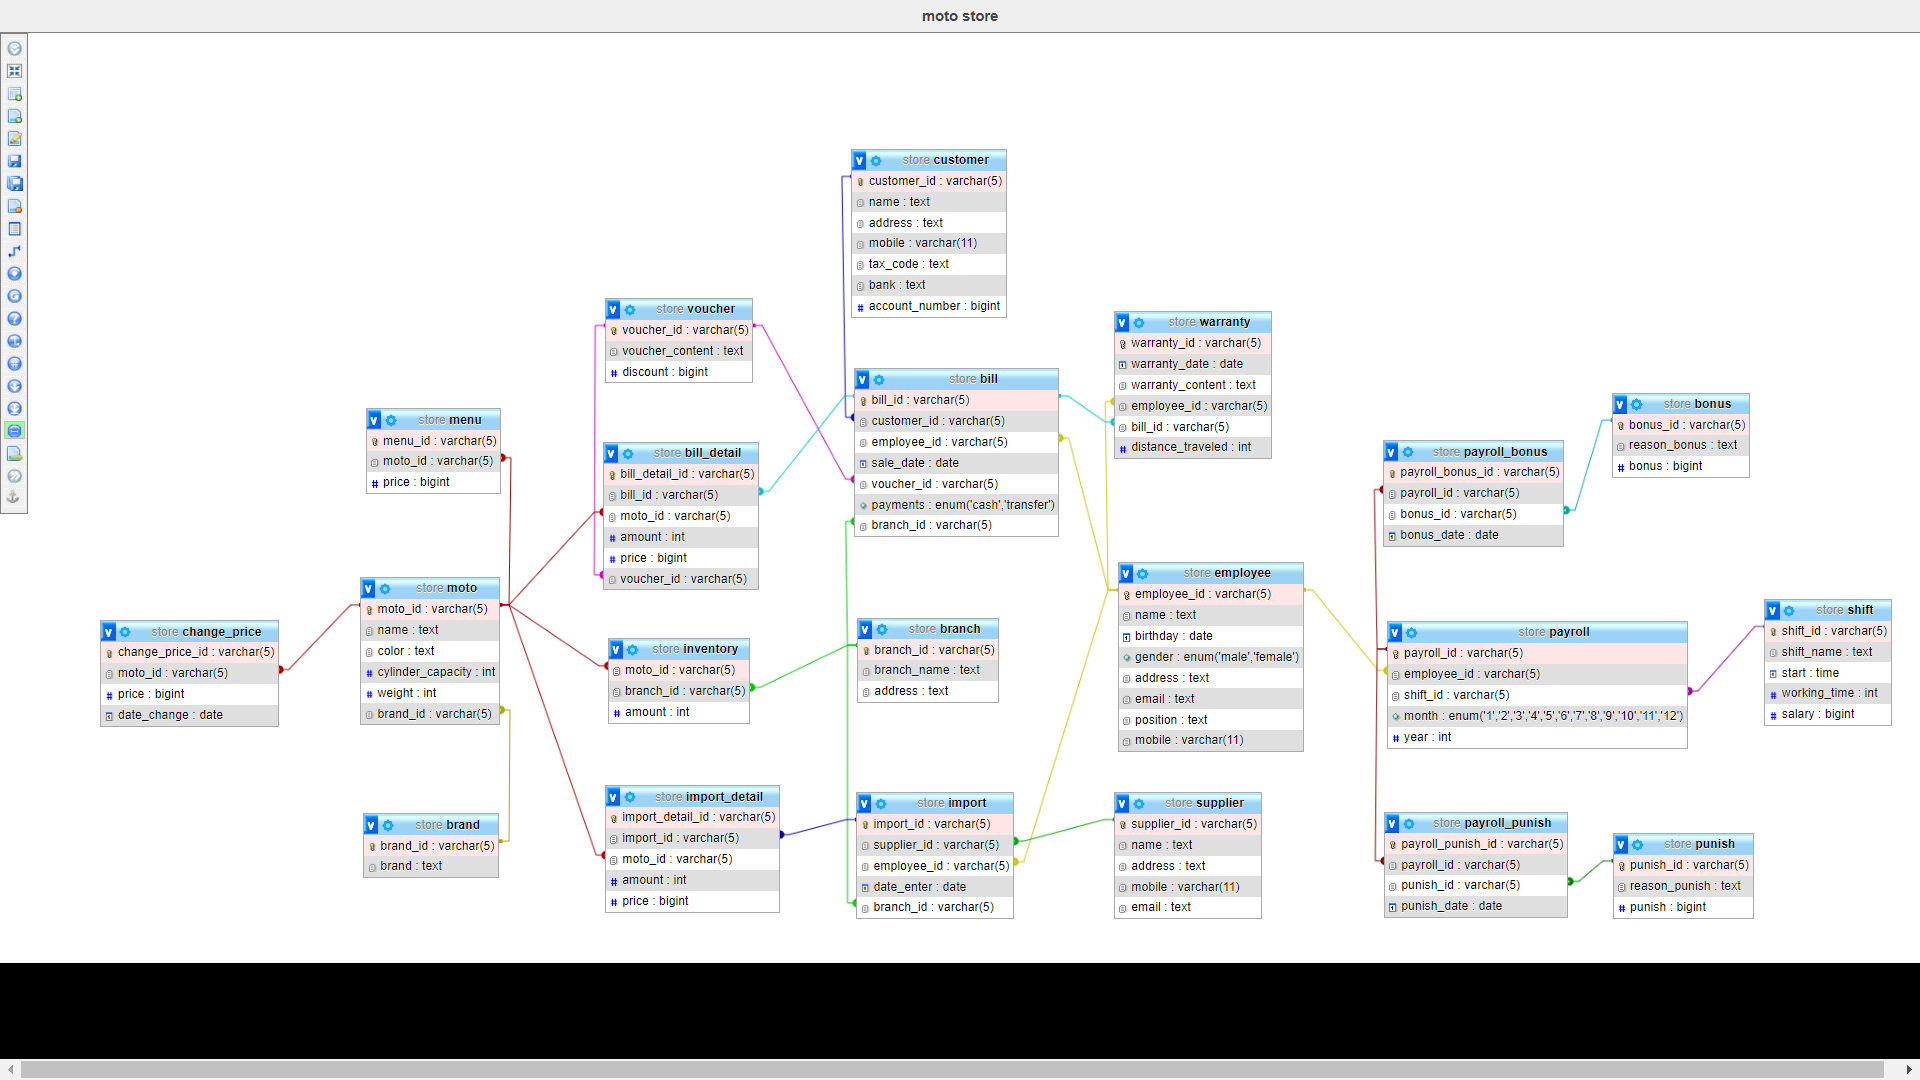 moto store
store customer
customer_id : varchar(5)
name : text
address : text
mobile : varchar(11)
tax_code : text
bank : text
account_number : bigint
store voucher
voucher_id : varchar(5)
voucher_content : text
discount : bigint
store warranty
warranty_id : varchar(5)
warranty_date : date
warranty_content : text
employee_id : varchar(5)
bill_id : varchar(5)
distance_traveled : int
store bill
bill_id : varchar(5)
customer_id : varchar(5)
employee_id : varchar(5)
sale_date : date
voucher_id : varchar(5)
payments : enum('cash','transfer')
branch_id : varchar(5)
store bonus
bonus_id : varchar(5)
reason_bonus : text
bonus : bigint
store menu
menu_id : varchar(5)
moto_id : varchar(5)
price : bigint
store bill_detail
bill_detail_id : varchar(5)
bill_id : varchar(5)
moto_id : varchar(5)
amount : int
price : bigint
voucher_id : varchar(5)
store payroll_bonus
payroll_bonus_id : varchar(5)
payroll_id : varchar(5)
bonus_id : varchar(5)
bonus_date : date
store employee
employee_id : varchar(5)
name : text
birthday : date
gender : enum('male','female')
address : text
email : text
position : text
mobile : varchar(11)
store moto
moto_id : varchar(5)
name : text
color : text
cylinder_capacity : int
weight : int
brand_id : varchar(5)
store shift
shift_id : varchar(5)
shift_name : text
start : time
working_time : int
salary : bigint
store change_price
change_price_id : varchar(5)
moto_id : varchar(5)
price : bigint
date_change : date
store branch
branch_id : varchar(5)
branch_name : text
address : text
store payroll
payroll_id : varchar(5)
employee_id : varchar(5)
shift_id : varchar(5)
month : enum('1','2','3','4','5','6','7','8','9','10','11','12')
year : int
store inventory
moto_id : varchar(5)
branch_id : varchar(5)
amount : int
store import_detail
import_detail_id : varchar(5)
import_id : varchar(5)
moto_id : varchar(5)
amount : int
price : bigint
store import
import_id : varchar(5)
supplier_id : varchar(5)
employee_id : varchar(5)
date_enter : date
branch_id : varchar(5)
store supplier
supplier_id : varchar(5)
name : text
address : text
mobile : varchar(11)
email : text
store brand
brand_id : varchar(5)
brand : text
store payroll_punish
payroll_punish_id : varchar(5)
payroll_id : varchar(5)
punish_id : varchar(5)
punish_date : date
store punish
punish_id : varchar(5)
reason_punish : text
punish : bigint